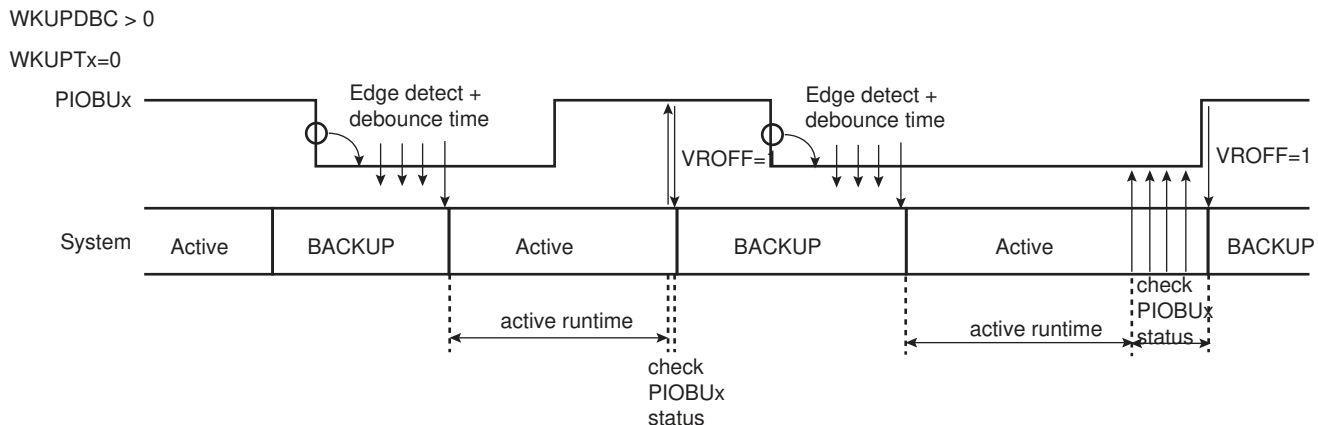 WKUPDBC > 0
WKUPTx=0
PIOBUx
Edge detect +
debounce time
VROFF=1
Edge detect +
debounce time
VROFF=1
System
Active
BACKUP
Active
BACKUP
Active
BACKUP
active runtime
check
PIOBUx
status
active runtime
check
PIOBUx
status